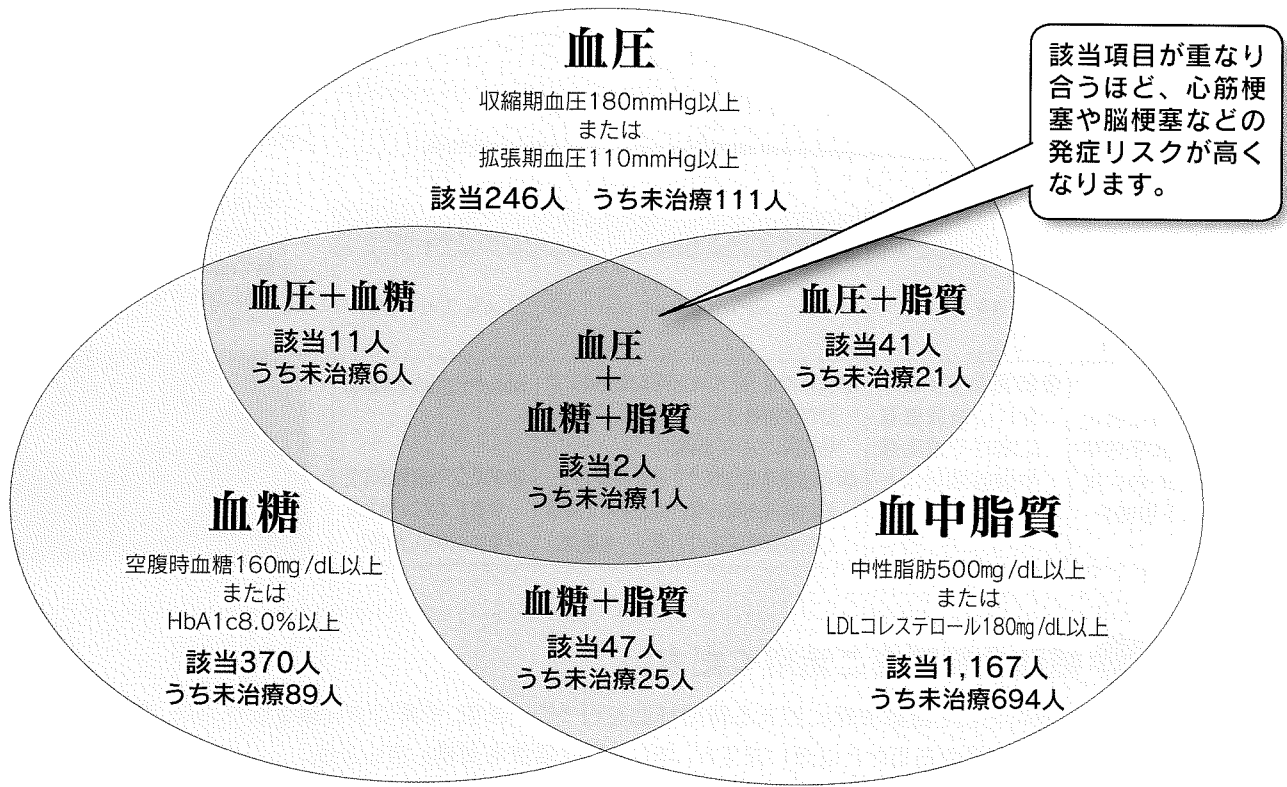 血圧
収縮期血圧180mmHg以上
または
拡張期血圧110mmHg以上
該当246人　うち未治療111人
該当項目が重なり
合うほど、心筋梗
塞や脳梗塞などの
発症リスクが高く
なります。
血圧＋血糖
該当11人
うち未治療6人
血圧
＋
血糖＋脂質
該当2人
うち未治療1人
血圧＋脂質
該当41人
うち未治療21人
血糖
空腹時血糖160mg/dL以上
または
HbA1c8.0%以上
該当370人
うち未治療89人
血糖＋脂質
該当47人
うち未治療25人
血中脂質
中性脂肪500mg/dL以上
または
LDLコレステロール180mg/dL以上
該当1,167人
うち未治療694人